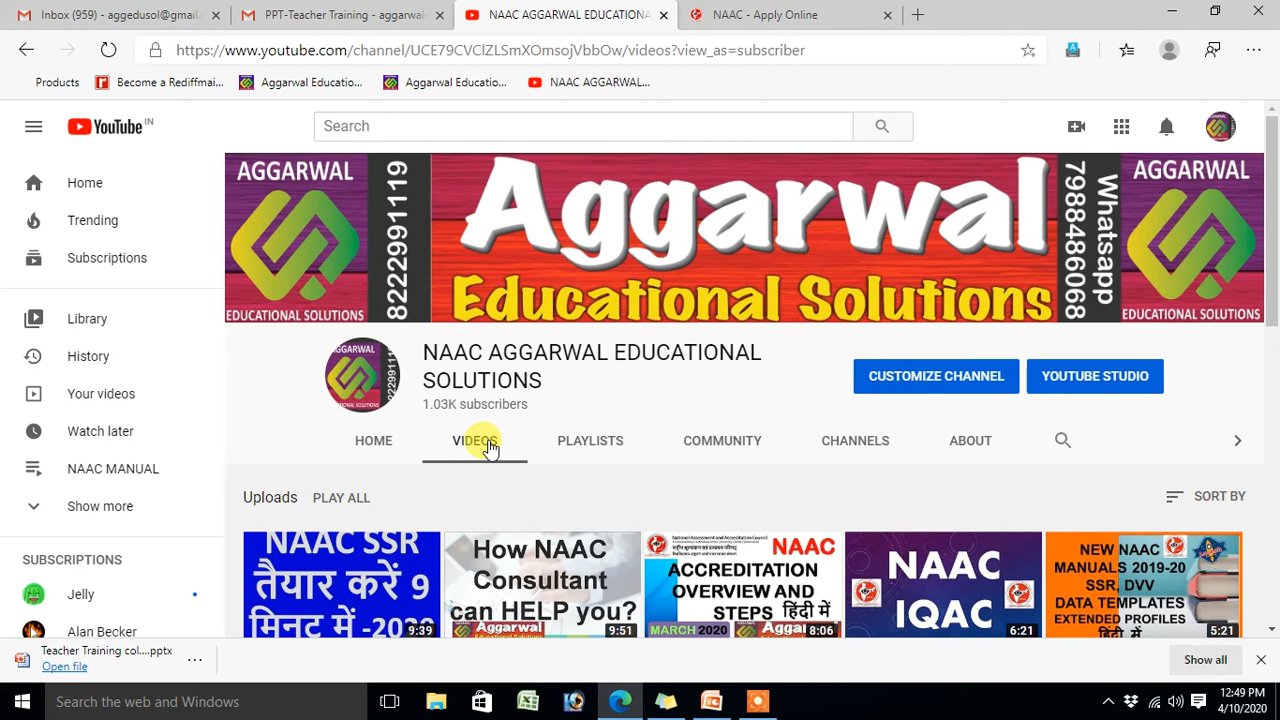 Inbox (959) - aggedusol@gmail.
PPT-Teacher Training - aggarwal
NAAC AGGARWAL EDUCATIONA
NAAC - Apply Online
https://www.youtube.com/channel/UCE79CVClZLSmXOmsojVbbOw/videos?view_as=subscriber
Products
Become a Rediffmai...
Aggarwal Educatio...
Aggarwal Educatio...
NAAC AGGARWAL...
YouTube IN
Search
Home
Trending
Subscriptions
Library
History
Your videos
Watch later
NAAC MANUAL
Show more
SUBSCRIPTIONS
Jelly
Alan Becker
AGGARWAL
EDUCATIONAL SOLUTIONS
8222991119
Aggarwal
Educational Solutions
Whatsapp
7988486068
AGGARWAL
EDUCATIONAL SOLUTIONS
NAAC AGGARWAL EDUCATIONAL
SOLUTIONS
1.03K subscribers
CUSTOMIZE CHANNEL
YOUTUBE STUDIO
HOME
VIDEOS
PLAYLISTS
COMMUNITY
CHANNELS
ABOUT
Uploads
PLAY ALL
SORT BY
NAAC SSR
तैयार करें 9
मिनट में -2020
9:39
How NAAC
Consultant
can HELP you?
9:51
NAAC
ACCREDITATION
OVERVIEW AND
STEPS हिंदी में
MARCH 2020
8:06
NAAC
IQAC
6:21
NEW NAAC
MANUALS 2019-20
SSR, DVV
DATA TEMPLATES
EXTENDED PROFILES
हिंदी में
5:21
Teacher Training col....pptx
Open file
Show all
Search the web and Windows
12:49 PM
4/10/2020